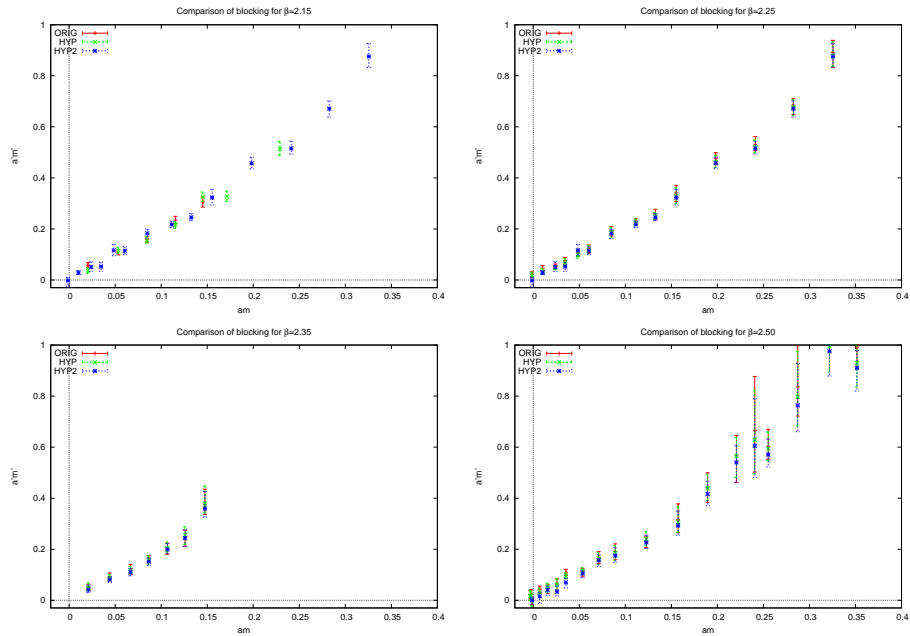 Comparison of blocking for β=2.15
ORIG
HYP
HYP2
a'm'
1
0.8
0.6
0.4
0.2
0
0 0.05 0.1 0.15 0.2 0.25 0.3 0.35 0.4
am
Comparison of blocking for β=2.25
ORIG
HYP
HYP2
a'm'
1
0.8
0.6
0.4
0.2
0
0 0.05 0.1 0.15 0.2 0.25 0.3 0.35 0.4
am
Comparison of blocking for β=2.35
ORIG
HYP
HYP2
a'm'
1
0.8
0.6
0.4
0.2
0
0 0.05 0.1 0.15 0.2 0.25 0.3 0.35 0.4
am
Comparison of blocking for β=2.50
ORIG
HYP
HYP2
a'm'
1
0.8
0.6
0.4
0.2
0
0 0.05 0.1 0.15 0.2 0.25 0.3 0.35 0.4
am